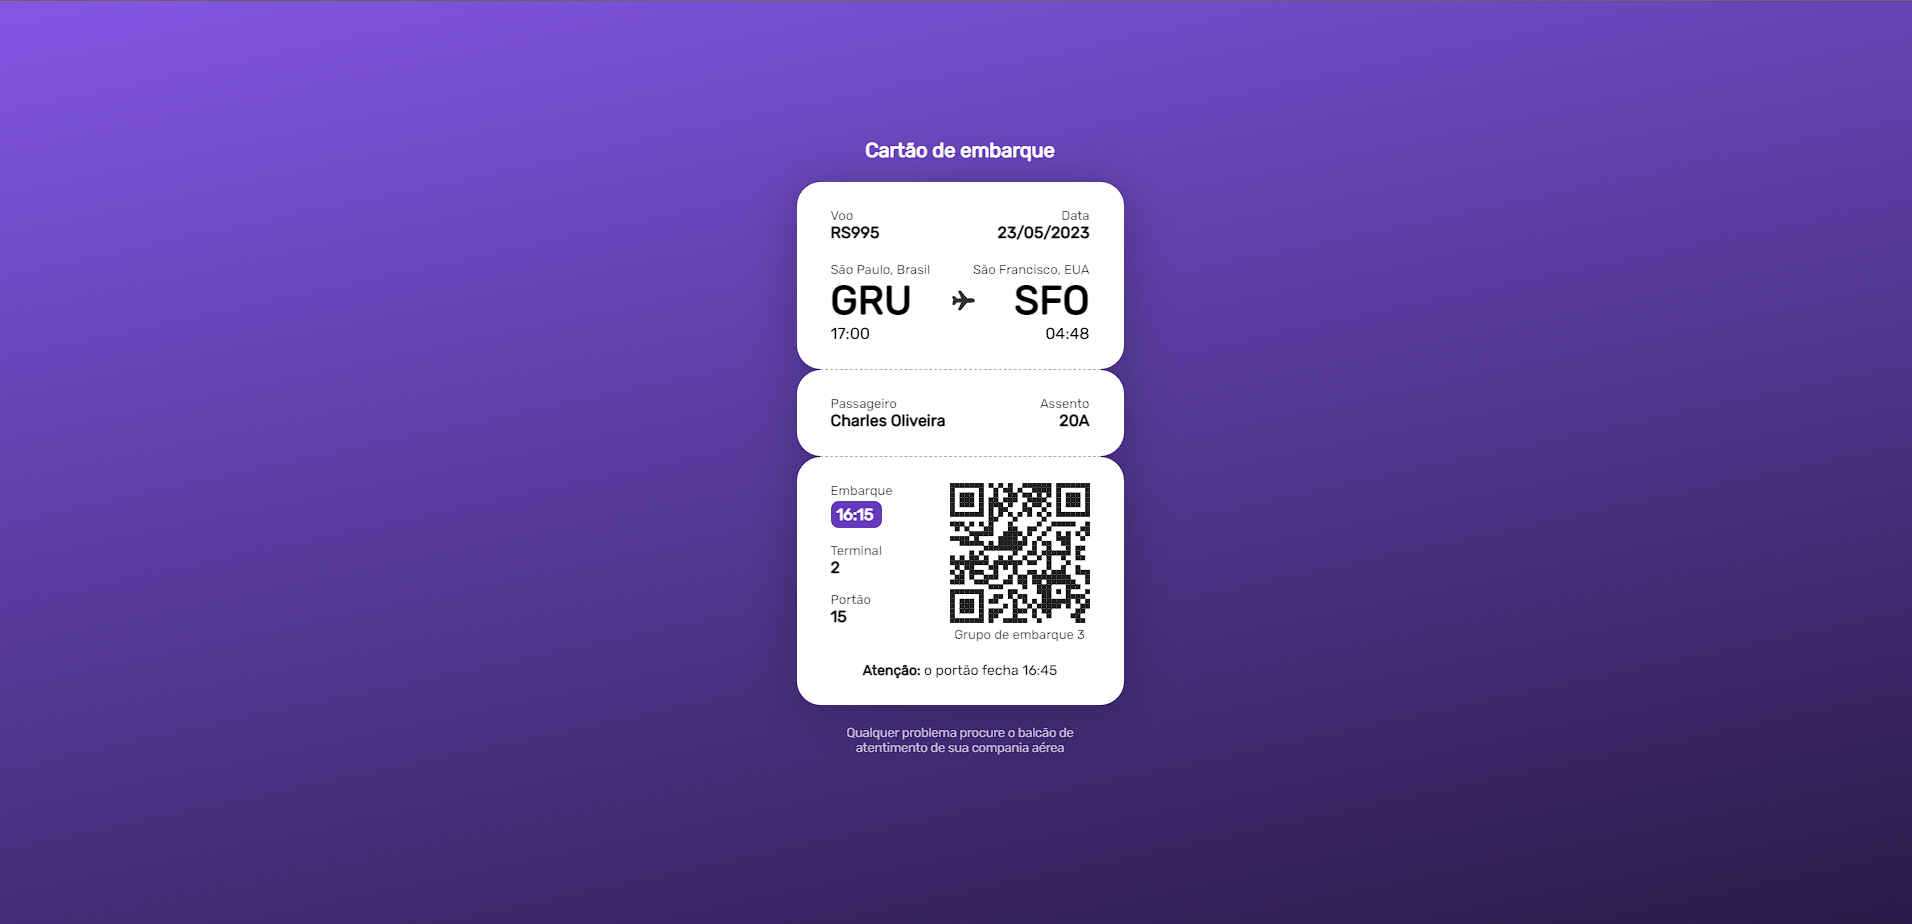 Cartão de embarque
Voo
Data
RS995
23/05/2023
São Paulo, Brasil
São Francisco, EUA
GRU
SFO
17:00
04:48
Passageiro
Assento
Charles Oliveira
20A
Embarque
16:15
Terminal
2
Portão
15
Grupo de embarque 3
Atenção: o portão fecha 16:45
Qualquer problema procure o balcão de
atentimento de sua compania aérea